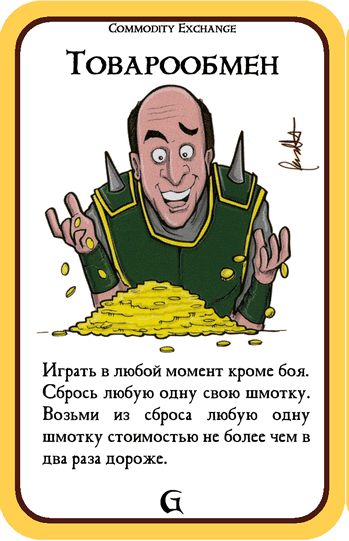 Commodity Exchange
Товарообмен
Играть в любой момент кроме боя.
Сбрось любую одну свою шмотку.
Возьми из сброса любую одну
шмотку стоимостью не более чем в
два раза дороже.
G